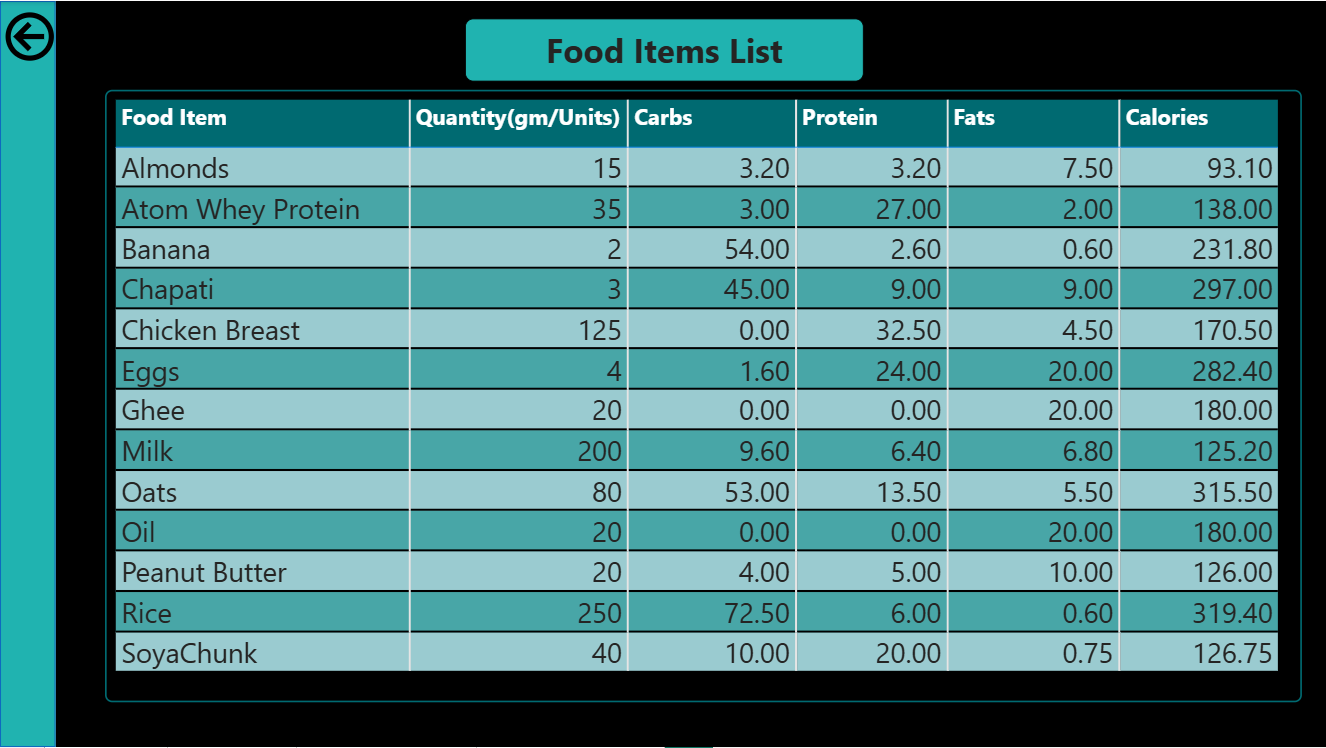 Food Items List
Food Item Quantity(gm/Units) Carbs Protein Fats Calories
Almonds 15 3.20 3.20 7.50 93.10
Atom Whey Protein 35 3.00 27.00 2.00 138.00
Banana 2 54.00 2.60 0.60 231.80
Chapati 3 45.00 9.00 9.00 297.00
Chicken Breast 125 0.00 32.50 4.50 170.50
Eggs 4 1.60 24.00 20.00 282.40
Ghee 20 0.00 0.00 20.00 180.00
Milk 200 9.60 6.40 6.80 125.20
Oats 80 53.00 13.50 5.50 315.50
Oil 20 0.00 0.00 20.00 180.00
Peanut Butter 20 4.00 5.00 10.00 126.00
Rice 250 72.50 6.00 0.60 319.40
SoyaChunk 40 10.00 20.00 0.75 126.75